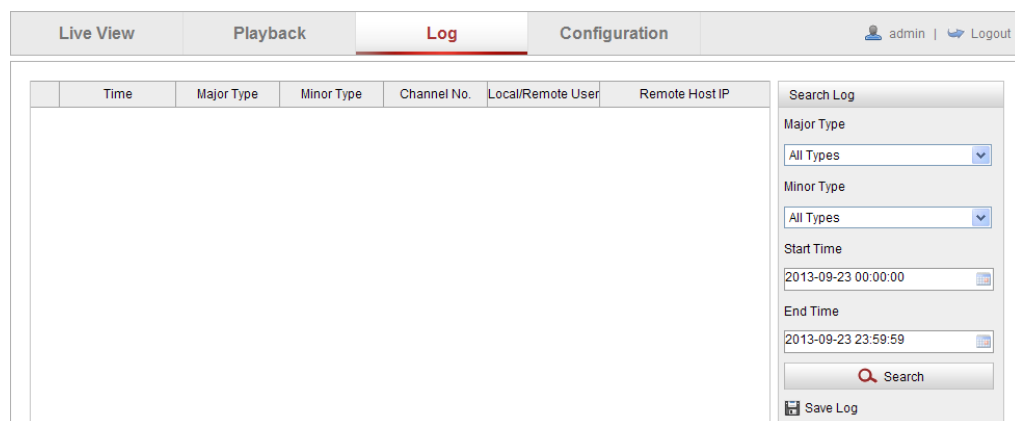 Live View Playback Log Configuration admin | Logout
Time Major Type Minor Type Channel No. Local/Remote User Remote Host IP
Search Log
Major Type
All Types
Minor Type
All Types
Start Time
2013-09-23 00:00:00
End Time
2013-09-23 23:59:59
Search
Save Log